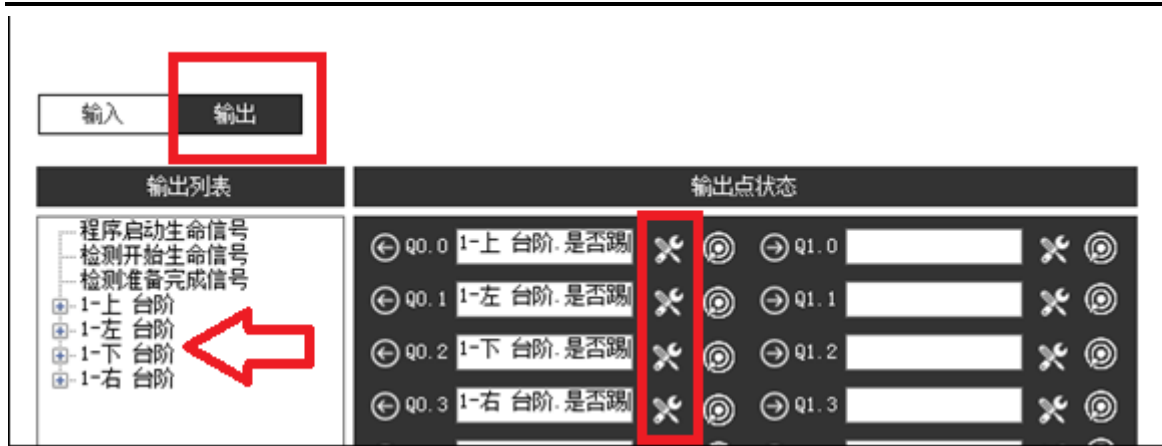 输入 输出
输出列表 输出点状态
程序启动生命信号
检测开始生命信号
检测准备完成信号
1-上 台阶
1-左 台阶
1-下 台阶
1-右 台阶
Q0.0 1-上 台阶.是否踢 Q1.0
Q0.1 1-左 台阶.是否踢 Q1.1
Q0.2 1-下 台阶.是否踢 Q1.2
Q0.3 1-右 台阶.是否踢 Q1.3